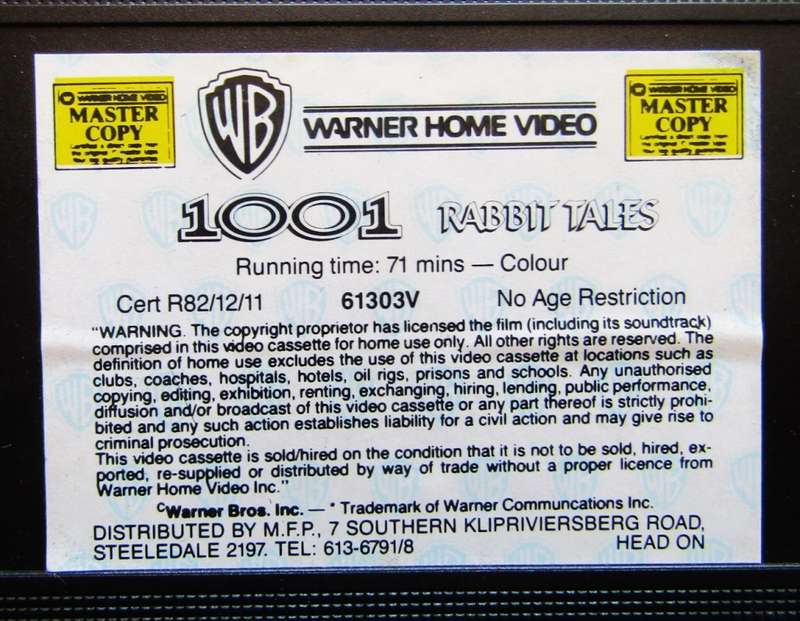 WARNER HOME VIDEO
MASTER
COPY
WB
WARNER HOME VIDEO
WARNER HOME VIDEO
MASTER
COPY
1001 RABBIT TALES
Running time: 71 mins — Colour
Cert R82/12/11 61303V No Age Restriction
"WARNING. The copyright proprietor has licensed the film (including its soundtrack)
comprised in this video cassette for home use only. All other rights are reserved. The
definition of home use excludes the use of this video cassette at locations such as
clubs, coaches, hospitals, hotels, oil rigs, prisons and schools. Any unauthorised
copying, editing, exhibition, renting, exchanging, hiring, lending, public performance,
diffusion and/or broadcast of this video cassette or any part thereof is strictly prohi-
bited and any such action establishes liability for a civil action and may give rise to
criminal prosecution.
This video cassette is sold/hired on the condition that it is not to be sold, hired, ex-
ported, re-supplied or distributed by way of trade without a proper licence from
Warner Home Video Inc."
©Warner Bros. Inc. — * Trademark of Warner Communcations Inc.
DISTRIBUTED BY M.F.P., 7 SOUTHERN KLIPRIVIERSBERG ROAD,
STEELEDALE 2197. TEL: 613-6791/8 HEAD ON